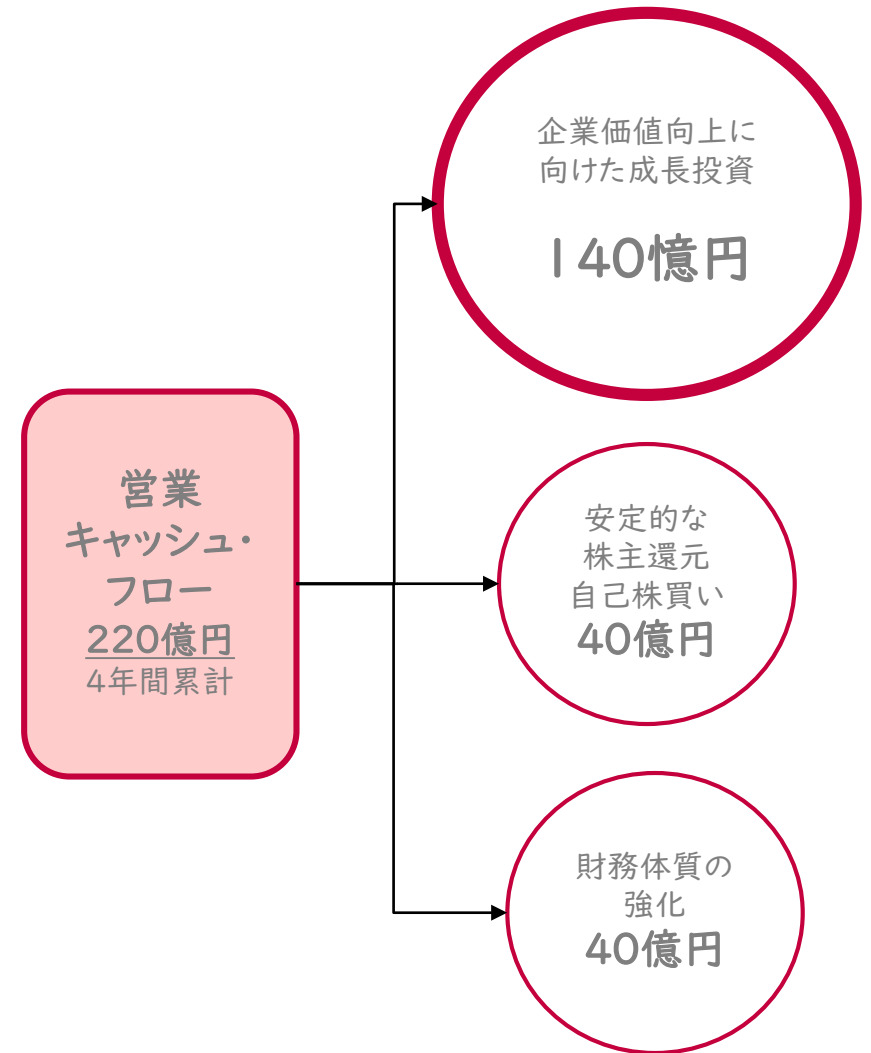 企業価値向上に
向けた成長投資
140憶円
営業
キャッシュ・
フロー
220億円
4年間累計
安定的な
株主還元
自己株買い
40億円
財務体質の
強化
40億円